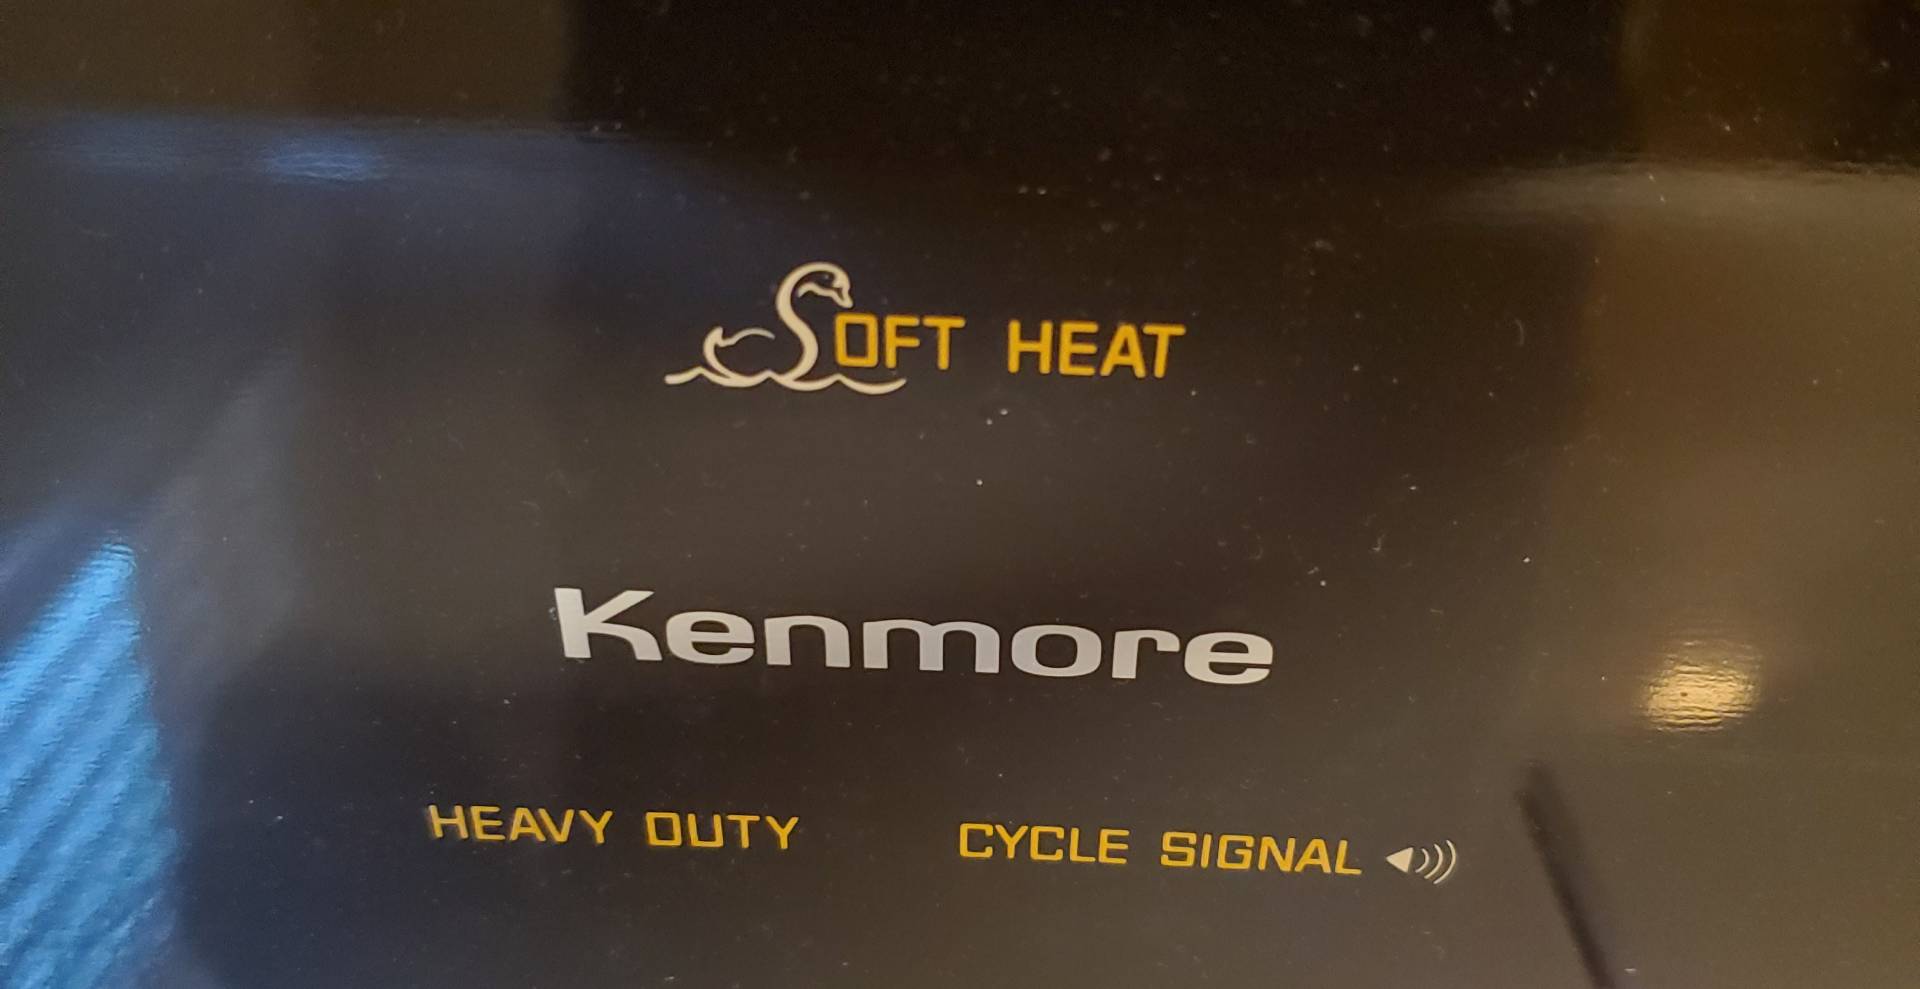 SOFT HEAT
Kenmore
HEAVY DUTY CYCLE SIGNAL